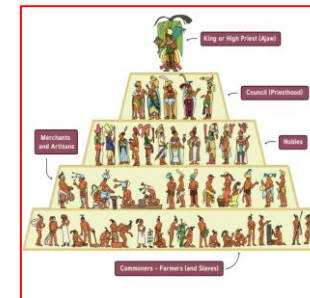 King or High Priest (Ajaw)
Council (Priesthood)
Nobles
Merchants
and Artisans
Commoners - Farmers (and Slaves)